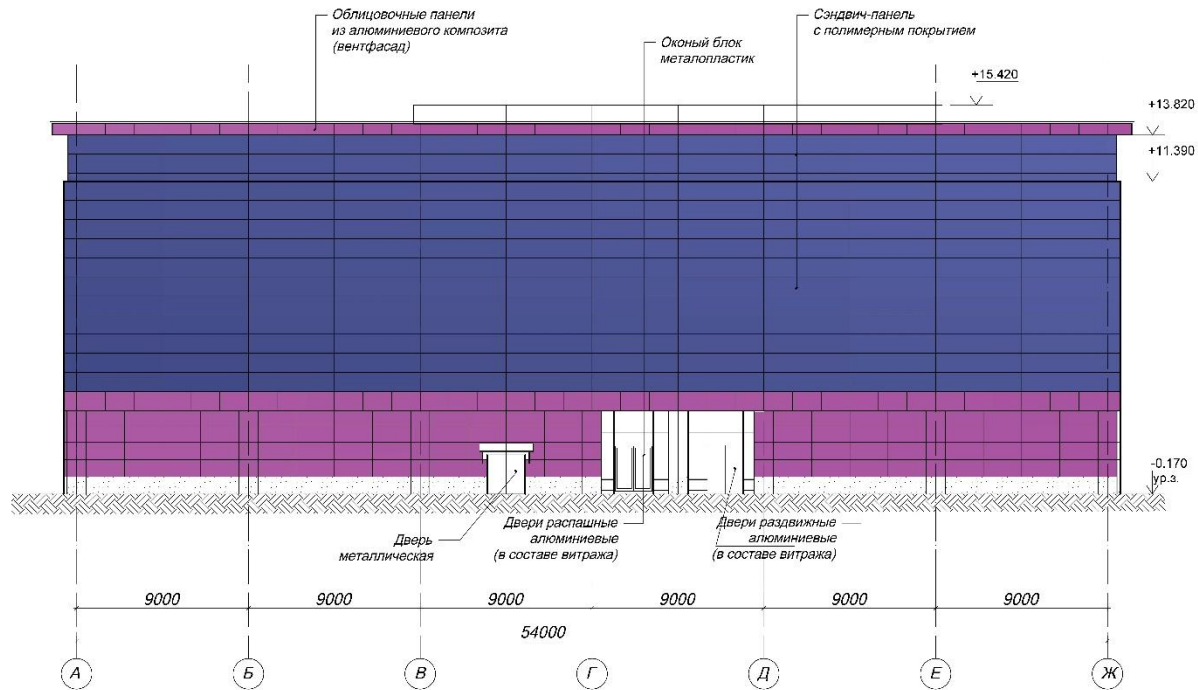 Облицовочные панели
из алюминиевого композита
(вентфасад)
Оконый блок
металопластик
Сэндвич-панель
с полимерным покрытием
+15.420
+13.820
+11.390
-0.170
ур.з.
Дверь
металлическая
Двери распашные
алюминиевые
(в составе витража)
Двери раздвижные
алюминиевые
(в составе витража)
9000 9000 9000 9000 9000 9000
54000
А Б В Г Д Е Ж